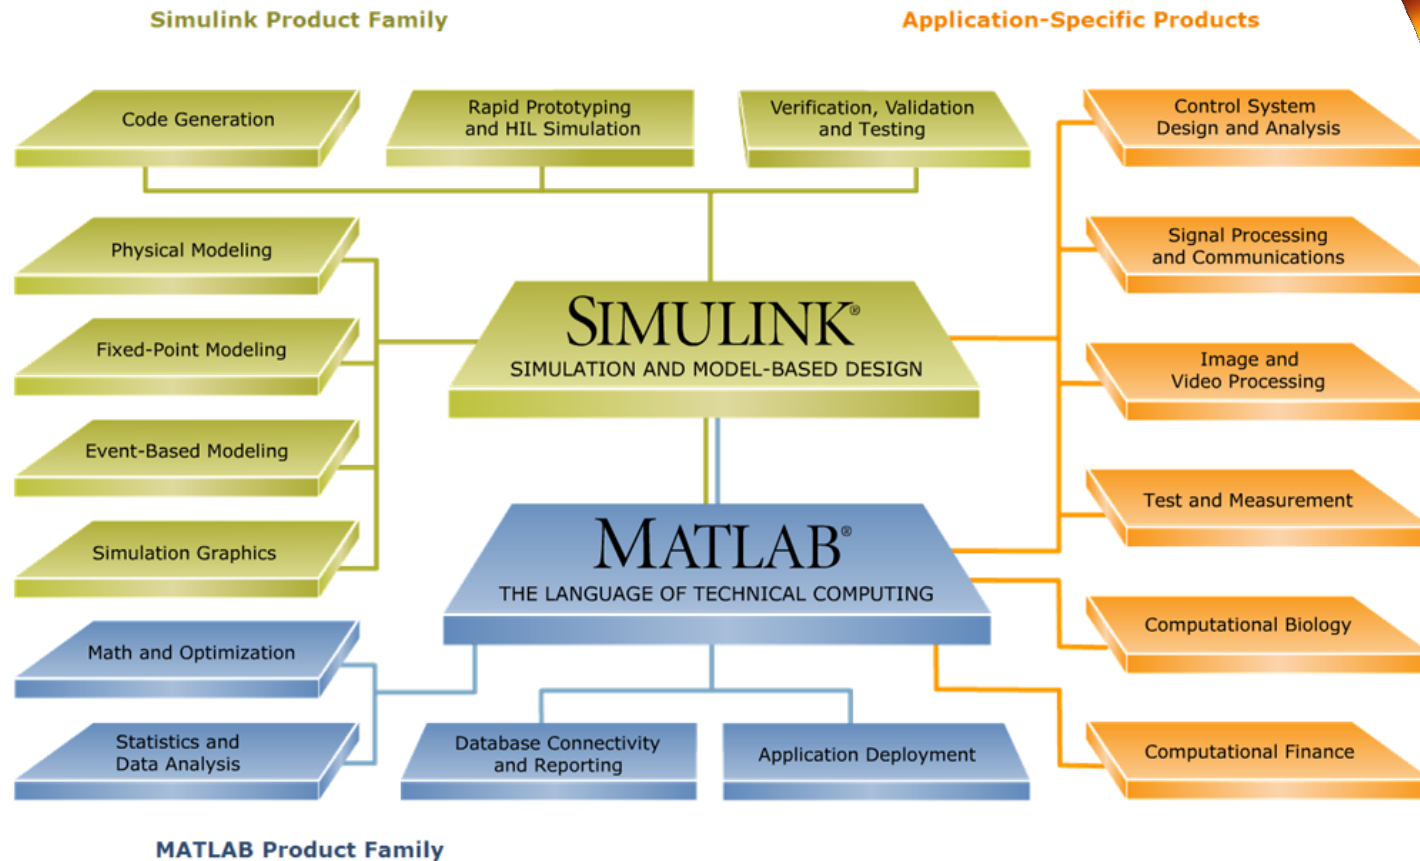 Simulink Product Family
Application-Specific Products
Code Generation
Rapid Prototyping
and HIL Simulation
Verification, Validation
and Testing
Control System
Design and Analysis
Physical Modeling
Signal Processing
and Communications
SIMULINK®
SIMULATION AND MODEL-BASED DESIGN
Fixed-Point Modeling
Image and
Video Processing
Event-Based Modeling
Test and Measurement
Simulation Graphics
MATLAB®
THE LANGUAGE OF TECHNICAL COMPUTING
Math and Optimization
Computational Biology
Statistics and
Data Analysis
Database Connectivity
and Reporting
Application Deployment
Computational Finance
MATLAB Product Family